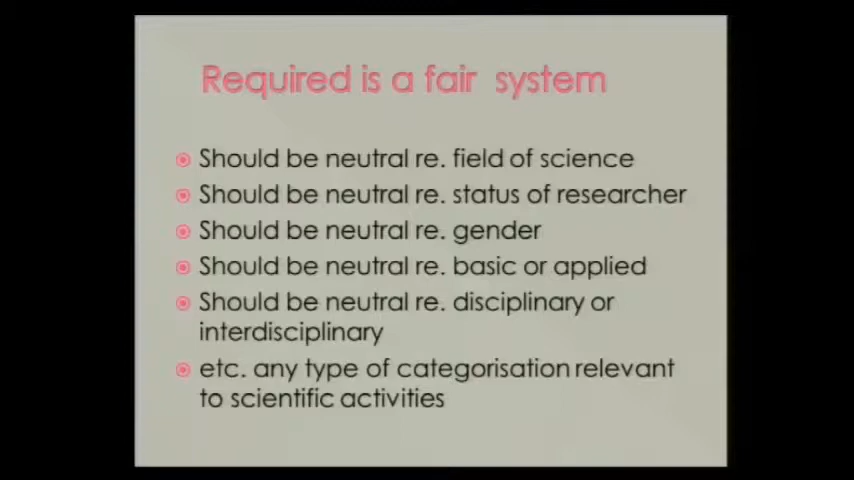 Required is a fair system
Should be neutral re. field of science
Should be neutral re. status of researcher
Should be neutral re. gender
Should be neutral re. basic or applied
Should be neutral re. disciplinary or
interdisciplinary
etc. any type of categorisation relevant
to scientific activities